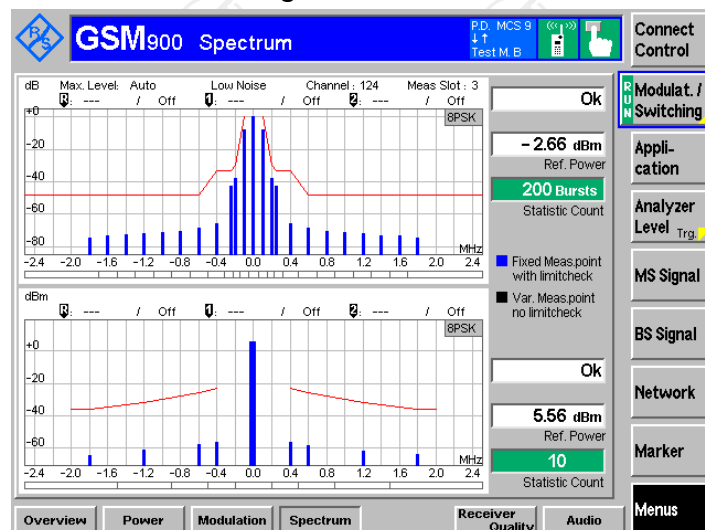 R S
GSM900 Spectrum
P.D. MCS 9
↓↑
Test M. B
Connect
Control
dB Max. Level: Auto Low Noise Channel : 124 Meas Slot : 3
R: --- / Off 1: --- / Off 2: --- / Off
8PSK
+0
-20
-40
-60
-80
MHz
-2.4 -2.0 -1.6 -1.2 -0.8 -0.4 0.0 0.4 0.8 1.2 1.6 2.0 2.4
Ok
-2.66 dBm
Ref. Power
200 Bursts
Statistic Count
Fixed Meas.point
with limitcheck
Var. Meas.point
no limitcheck
dBm
R: --- / Off 1: --- / Off 2: --- / Off
8PSK
+0
-20
-40
-60
MHz
-2.4 -2.0 -1.6 -1.2 -0.8 -0.4 0.0 0.4 0.8 1.2 1.6 2.0 2.4
Ok
5.56 dBm
Ref. Power
10
Statistic Count
RUN
Modulat. /
Switching
Appli-
cation
Analyzer
Level Trg.
MS Signal
BS Signal
Network
Marker
Menus
Overview Power Modulation Spectrum Receiver Quality Audio